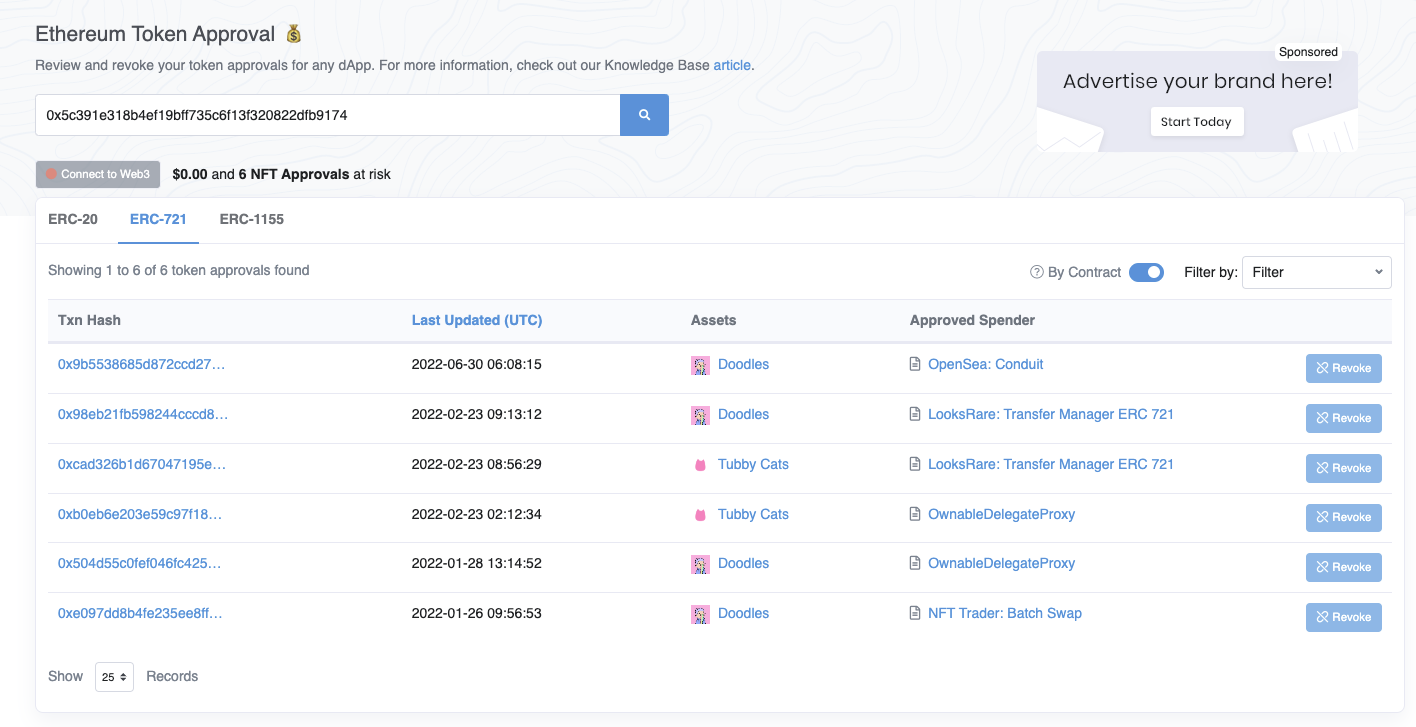 Ethereum Token Approval
Review and revoke your token approvals for any dApp. For more information, check out our Knowledge Base article.
Sponsored
Advertise your brand here!
Start Today
0x5c391e318b4ef19bff735c6f13f320822dfb9174
Connect to Web3 $0.00 and 6 NFT Approvals at risk
ERC-20 ERC-721 ERC-1155
Showing 1 to 6 of 6 token approvals found
By Contract Filter by: Filter
Txn Hash Last Updated (UTC) Assets Approved Spender
0x9b5538685d872ccd27… 2022-06-30 06:08:15 Doodles OpenSea: Conduit Revoke
0x98eb21fb598244cccd8… 2022-02-23 09:13:12 Doodles LooksRare: Transfer Manager ERC 721 Revoke
0xcad326b1d67047195e… 2022-02-23 08:56:29 Tubby Cats LooksRare: Transfer Manager ERC 721 Revoke
0xb0eb6e203e59c97f18… 2022-02-23 02:12:34 Tubby Cats OwnableDelegateProxy Revoke
0x504d55c0fef046fc425… 2022-01-28 13:14:52 Doodles OwnableDelegateProxy Revoke
0xe097dd8b4fe235ee8ff… 2022-01-26 09:56:53 Doodles NFT Trader: Batch Swap Revoke
Show 25 Records